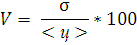 V = σ / <y> * 100